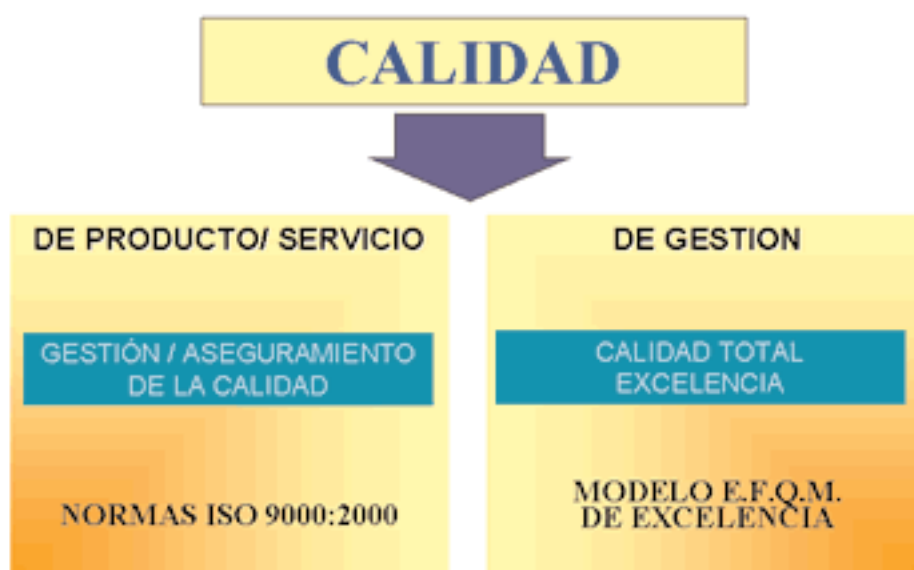 CALIDAD
DE PRODUCTO/ SERVICIO
GESTIÓN / ASEGURAMIENTO
DE LA CALIDAD
NORMAS ISO 9000:2000
DE GESTION
CALIDAD TOTAL
EXCELENCIA
MODELO E.F.Q.M.
DE EXCELENCIA